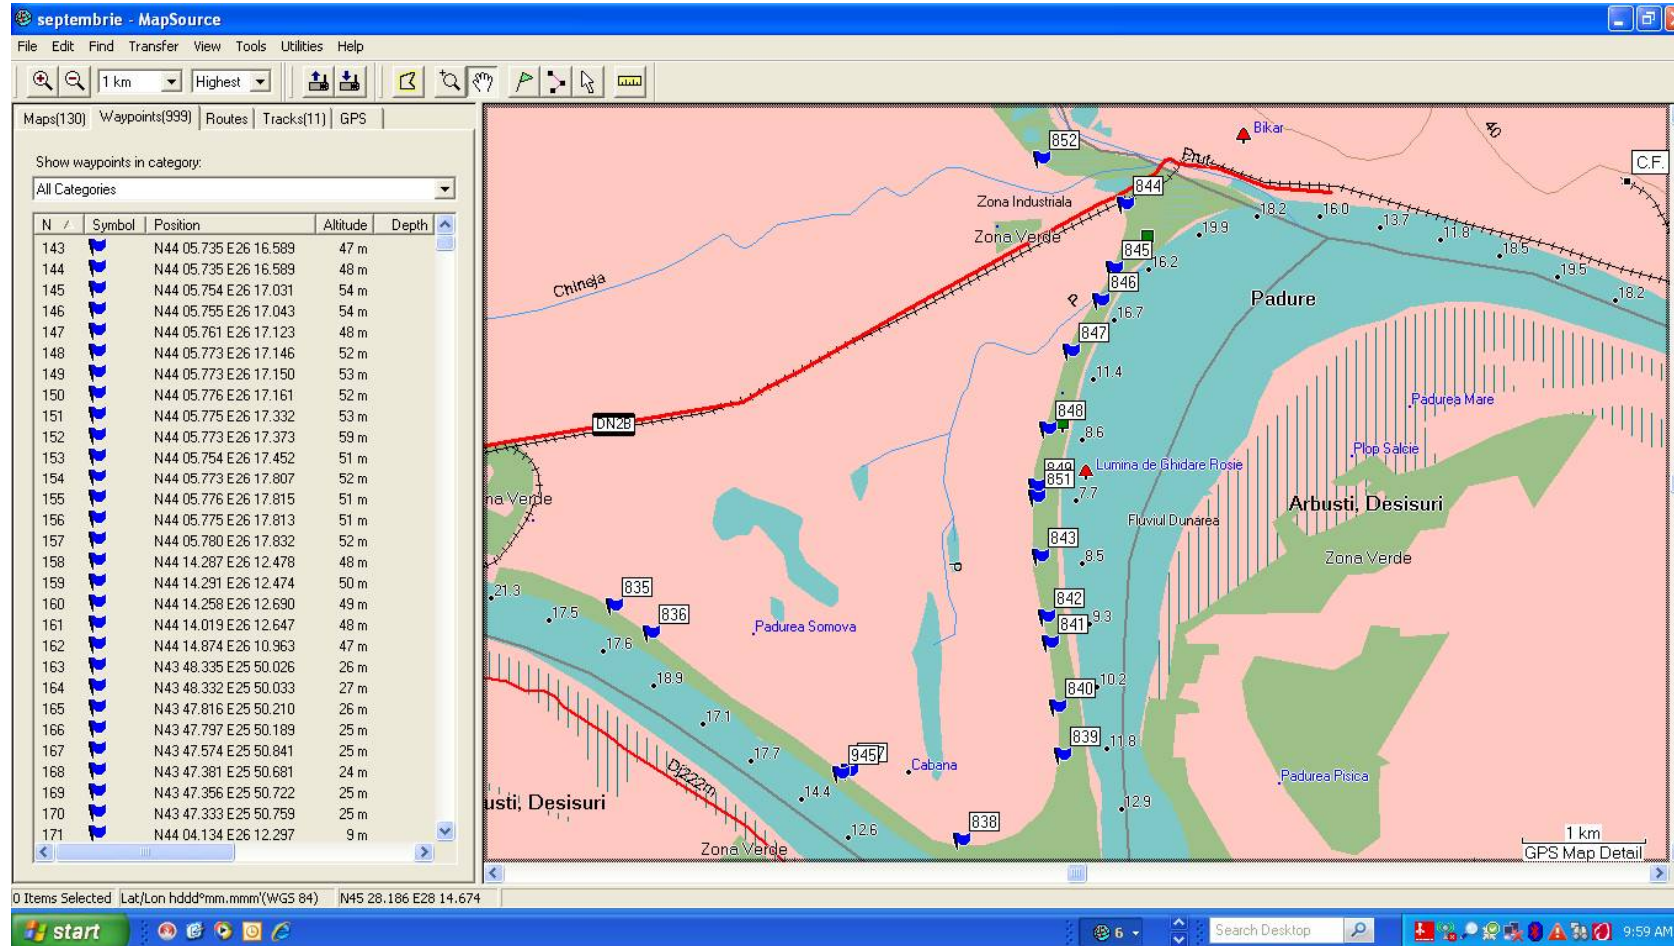 septembrie - MapSource
File Edit Find Transfer View Tools Utilities Help
1 km Highest
Maps(130) Waypoints(999) Routes Tracks(11) GPS
Show waypoints in category:
All Categories
N Symbol Position Altitude Depth
143 N44 05.735 E26 16.589 47 m
144 N44 05.735 E26 16.589 48 m
145 N44 05.754 E26 17.031 54 m
146 N44 05.755 E26 17.043 54 m
147 N44 05.761 E26 17.123 48 m
148 N44 05.773 E26 17.146 52 m
149 N44 05.773 E26 17.150 53 m
150 N44 05.776 E26 17.161 52 m
151 N44 05.775 E26 17.332 53 m
152 N44 05.773 E26 17.373 59 m
153 N44 05.754 E26 17.452 51 m
154 N44 05.773 E26 17.807 52 m
155 N44 05.776 E26 17.815 51 m
156 N44 05.775 E26 17.813 51 m
157 N44 05.780 E26 17.832 52 m
158 N44 14.287 E26 12.478 48 m
159 N44 14.291 E26 12.474 50 m
160 N44 14.258 E26 12.690 49 m
161 N44 14.019 E26 12.647 48 m
162 N44 14.874 E26 10.963 47 m
163 N43 48.335 E25 50.026 26 m
164 N43 48.332 E25 50.033 27 m
165 N43 47.816 E25 50.210 26 m
166 N43 47.797 E25 50.189 25 m
167 N43 47.574 E25 50.841 25 m
168 N43 47.381 E25 50.681 24 m
169 N43 47.356 E25 50.722 25 m
170 N43 47.333 E25 50.759 25 m
171 N44 04.134 E26 12.297 9 m
Bikar
40
852
Prut
C.F.
844
Zona Industriala
18.2 16.0
13.7
19.9
11.8
Zona Verde
845
18.5
16.2
19.5
Chineja
846
P
Padure
18.2
16.7
847
11.4
Padurea Mare
848
DN2B
8.6
Plop Salcie
849
Lumina de Ghidare Rosie
851
7.7
na Verde
Arbusti, Desisuri
Fluviul Dunarea
843
8.5
Zona Verde
P
835
21.3
842
17.5
836
9.3
841
Padurea Somova
17.6
18.9
840
10.2
17.1
839
11.8
17.7
945
Cabana
Dj222m
Padurea Pisica
14.4
usti, Desisuri
12.9
838
12.6
1 km
Zona Verde
GPS Map Detail
0 Items Selected Lat/Lon hddd°mm.mmm'(WGS 84) N45 28.186 E28 14.674
start
6
Search Desktop
9:59 AM